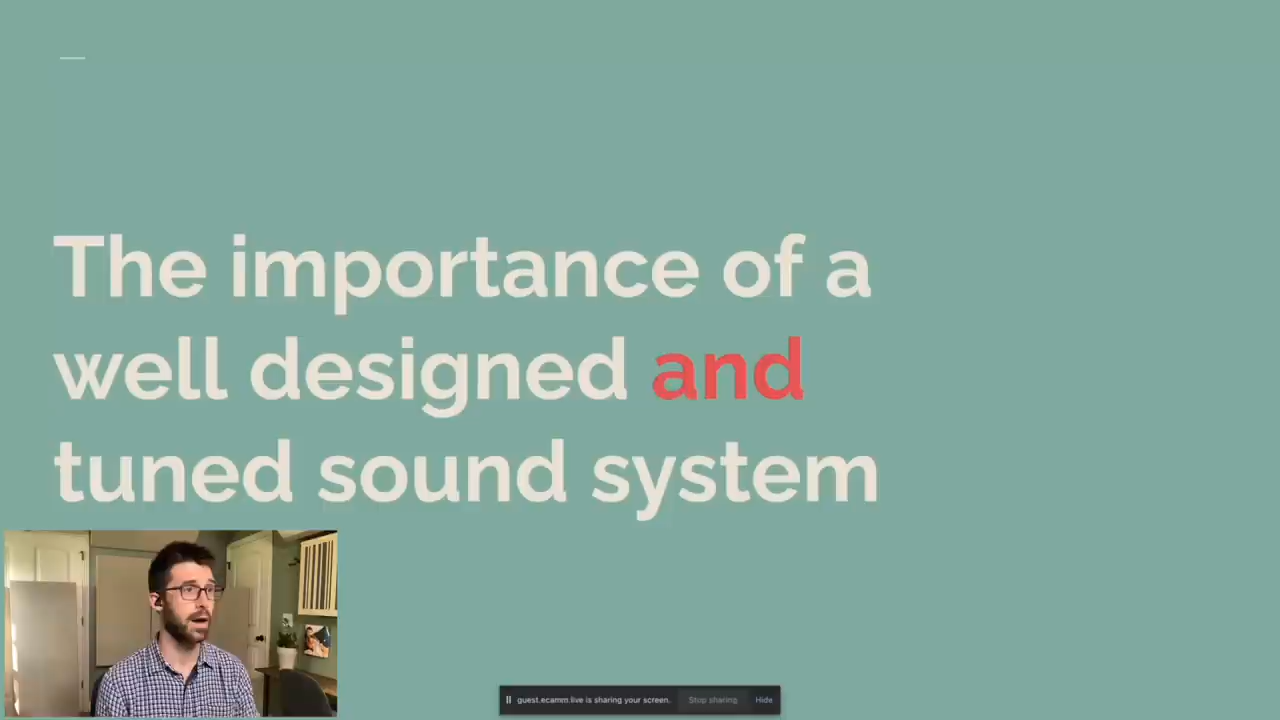 The importance of a
well designed and
tuned sound system
guest.ecamm.live is sharing your screen.
Stop sharing
Hide